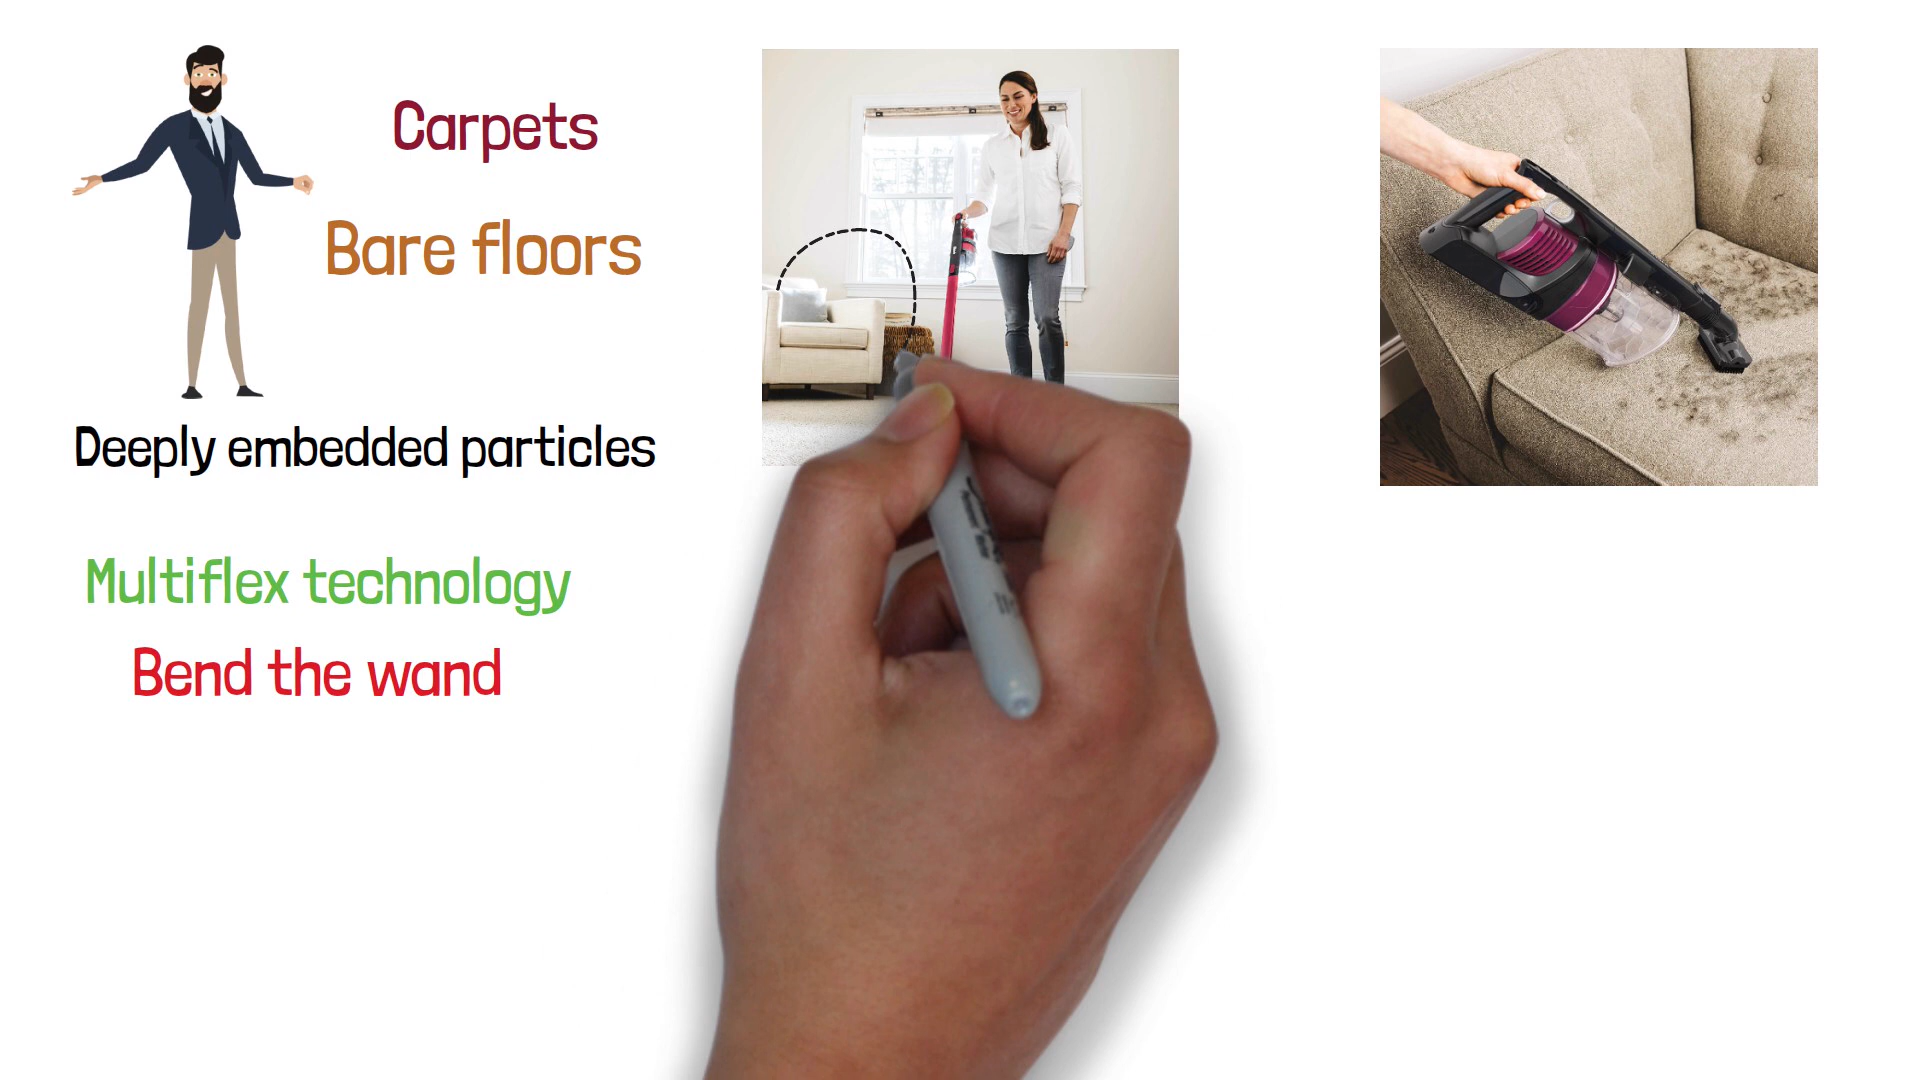 Carpets
Bare floors
Deeply embedded particles
Multiflex technology
Bend the wand